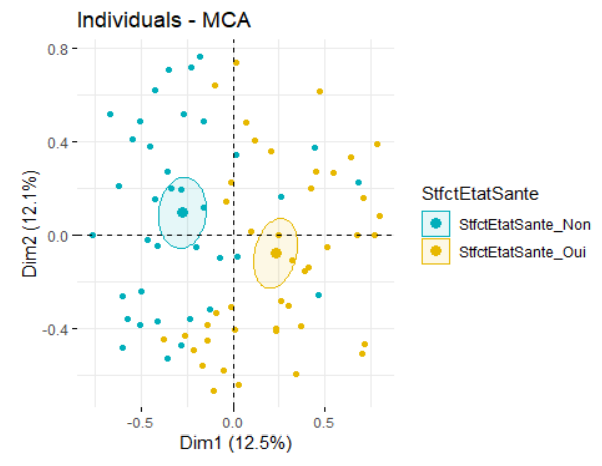 Individuals - MCA
0.8
0.4
0.0
-0.4
Dim2 (12.1%)
-0.5
0.0
0.5
Dim1 (12.5%)
StfctEtatSante
StfctEtatSante_Non
StfctEtatSante_Oui